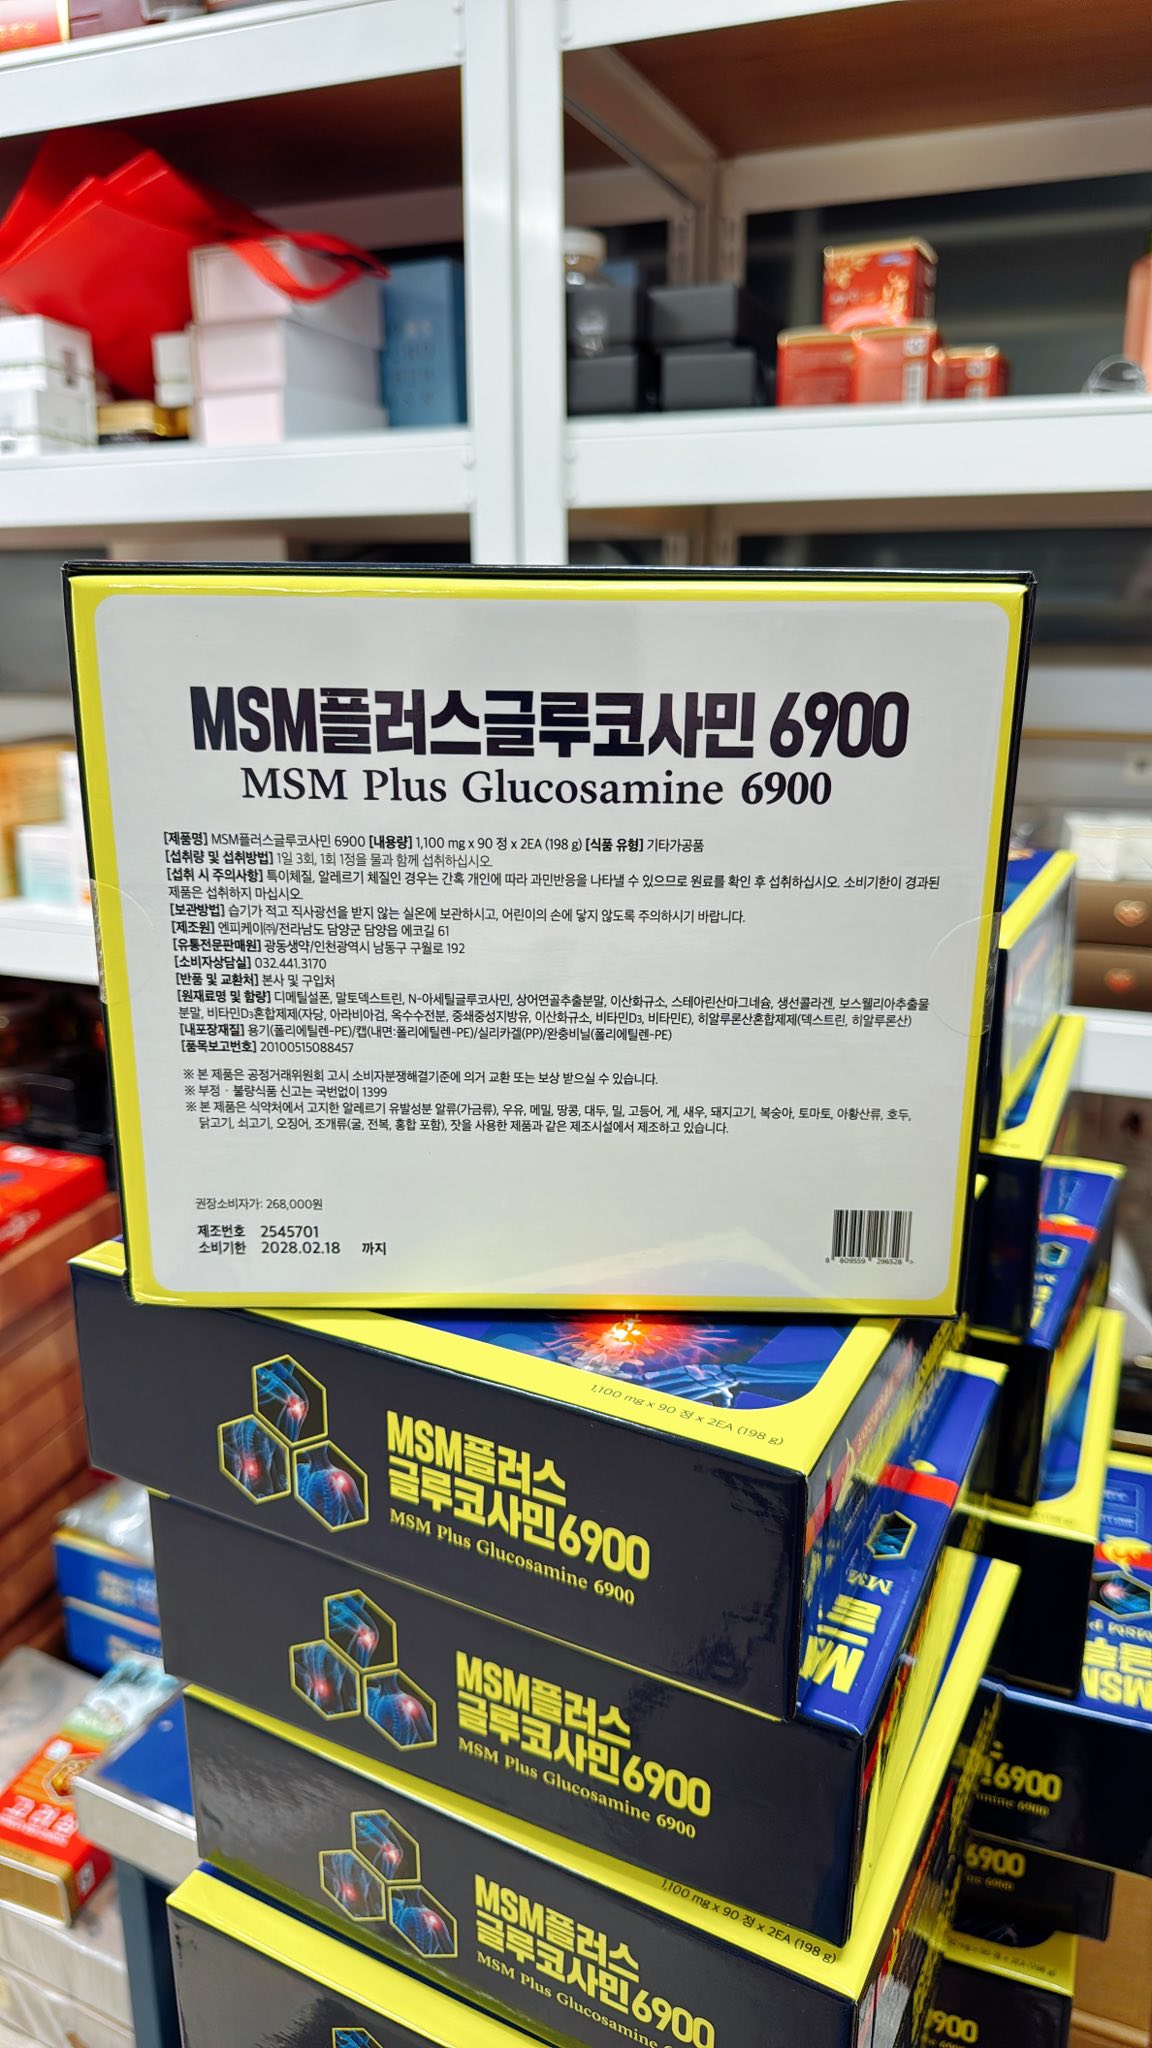 MSM플러스글루코사민 6900
MSM Plus Glucosamine 6900
[제품명] MSM플러스글루코사민 6900 [내용량] 1,100 mg x 90 정 x 2EA (198 g) [식품 유형] 기타가공품
[섭취량 및 섭취방법] 1일 3회, 1회 1정을 물과 함께 섭취하십시오.
[섭취 시 주의사항] 특이체질, 알레르기 체질인 경우는 간혹 개인에 따라 과민반응을 나타낼 수 있으므로 원료를 확인 후 섭취하십시오. 소비기한이 경과된
제품은 섭취하지 마십시오.
[보관방법] 습기가 적고 직사광선을 받지 않는 실온에 보관하시고, 어린이의 손에 닿지 않도록 주의하시기 바랍니다.
[제조원] 엔피케이㈜/전라남도 담양군 담양읍 에코길 61
[유통전문판매원] 광동생약/인천광역시 남동구 구월로 192
[소비자상담실] 032.441.3170
[반품 및 교환처] 본사 및 구입처
[원재료명 및 함량] 디메틸설폰, 말토덱스트린, N-아세틸글루코사민, 상어연골추출분말, 이산화규소, 스테아린산마그네슘, 생선콜라겐, 보스웰리아추출물
분말, 비타민D₃혼합제제(자당, 아라비아검, 옥수수전분, 중쇄중성지방유, 이산화규소, 비타민D₃, 비타민E), 히알루론산혼합제제(덱스트린, 히알루론산)
[내포장재질] 용기(폴리에틸렌-PE)/캡(내면:폴리에틸렌-PE)/실리카겔(PP)/완충비닐(폴리에틸렌-PE)
[품목보고번호] 20100515088457
※ 본 제품은 공정거래위원회 고시 소비자분쟁해결기준에 의거 교환 또는 보상 받으실 수 있습니다.
※ 부정 · 불량식품 신고는 국번없이 1399
※ 본 제품은 식약처에서 고지한 알레르기 유발성분 알류(가금류), 우유, 메밀, 땅콩, 대두, 밀, 고등어, 게, 새우, 돼지고기, 복숭아, 토마토, 아황산류, 호두,
닭고기, 쇠고기, 오징어, 조개류(굴, 전복, 홍합 포함), 잣을 사용한 제품과 같은 제조시설에서 제조하고 있습니다.
권장소비자가: 268,000원
제조번호 2545701
소비기한 2028.02.18 까지
8 809559 296528 >
1,100 mg x 90 정 x 2EA (198 g)
MSM플러스
글루코사민6900
MSM Plus Glucosamine 6900
MSM플러스
글루코사민6900
MSM Plus Glucosamine 6900
1,100 mg x 90 정 x 2EA (198 g)
MSM플러스
글루코사민6900
MSM Plus Glucosamine 6900
6900
6900